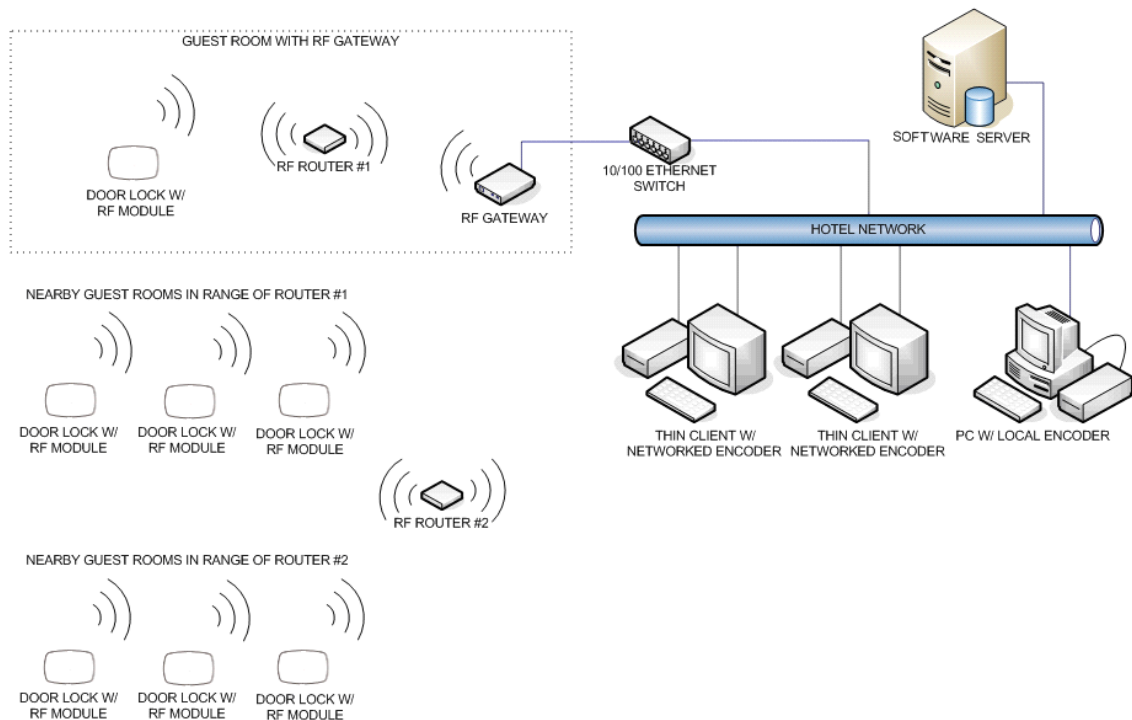 GUEST ROOM WITH RF GATEWAY
DOOR LOCK W/
RF MODULE
RF ROUTER #1
RF GATEWAY
10/100 ETHERNET
SWITCH
SOFTWARE SERVER
HOTEL NETWORK
THIN CLIENT W/
NETWORKED ENCODER
THIN CLIENT W/
NETWORKED ENCODER
PC W/ LOCAL ENCODER
NEARBY GUEST ROOMS IN RANGE OF ROUTER #1
DOOR LOCK W/
RF MODULE
DOOR LOCK W/
RF MODULE
DOOR LOCK W/
RF MODULE
RF ROUTER #2
NEARBY GUEST ROOMS IN RANGE OF ROUTER #2
DOOR LOCK W/
RF MODULE
DOOR LOCK W/
RF MODULE
DOOR LOCK W/
RF MODULE